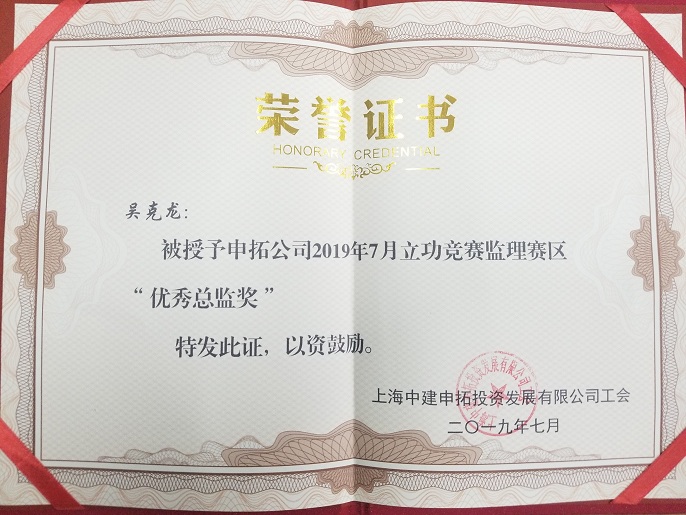 荣誉证书
HONORARY CREDENTIAL
吴克龙：
被授予申拓公司2019年7月立功竞赛监理赛区
“优秀总监奖”
特发此证，以资鼓励。
上海中建申拓投资发展有限公司工会
二〇一九年七月